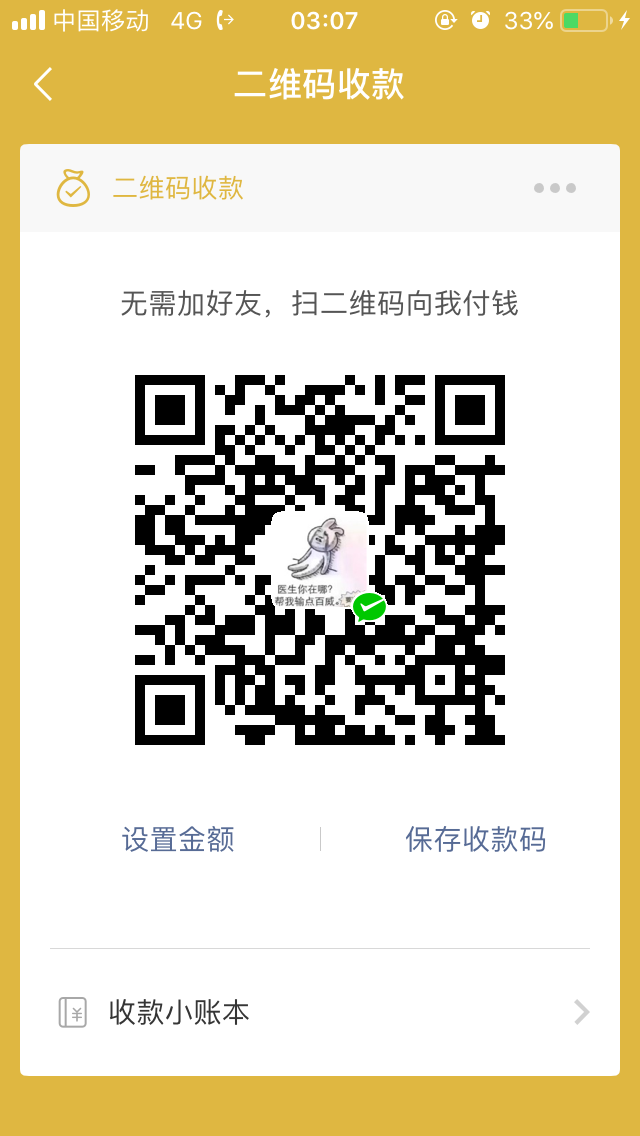 中国移动 4G 03:07 33%
二维码收款
二维码收款
无需加好友，扫二维码向我付钱
医生你在哪?
帮我输点百威。
设置金额 保存收款码
收款小账本